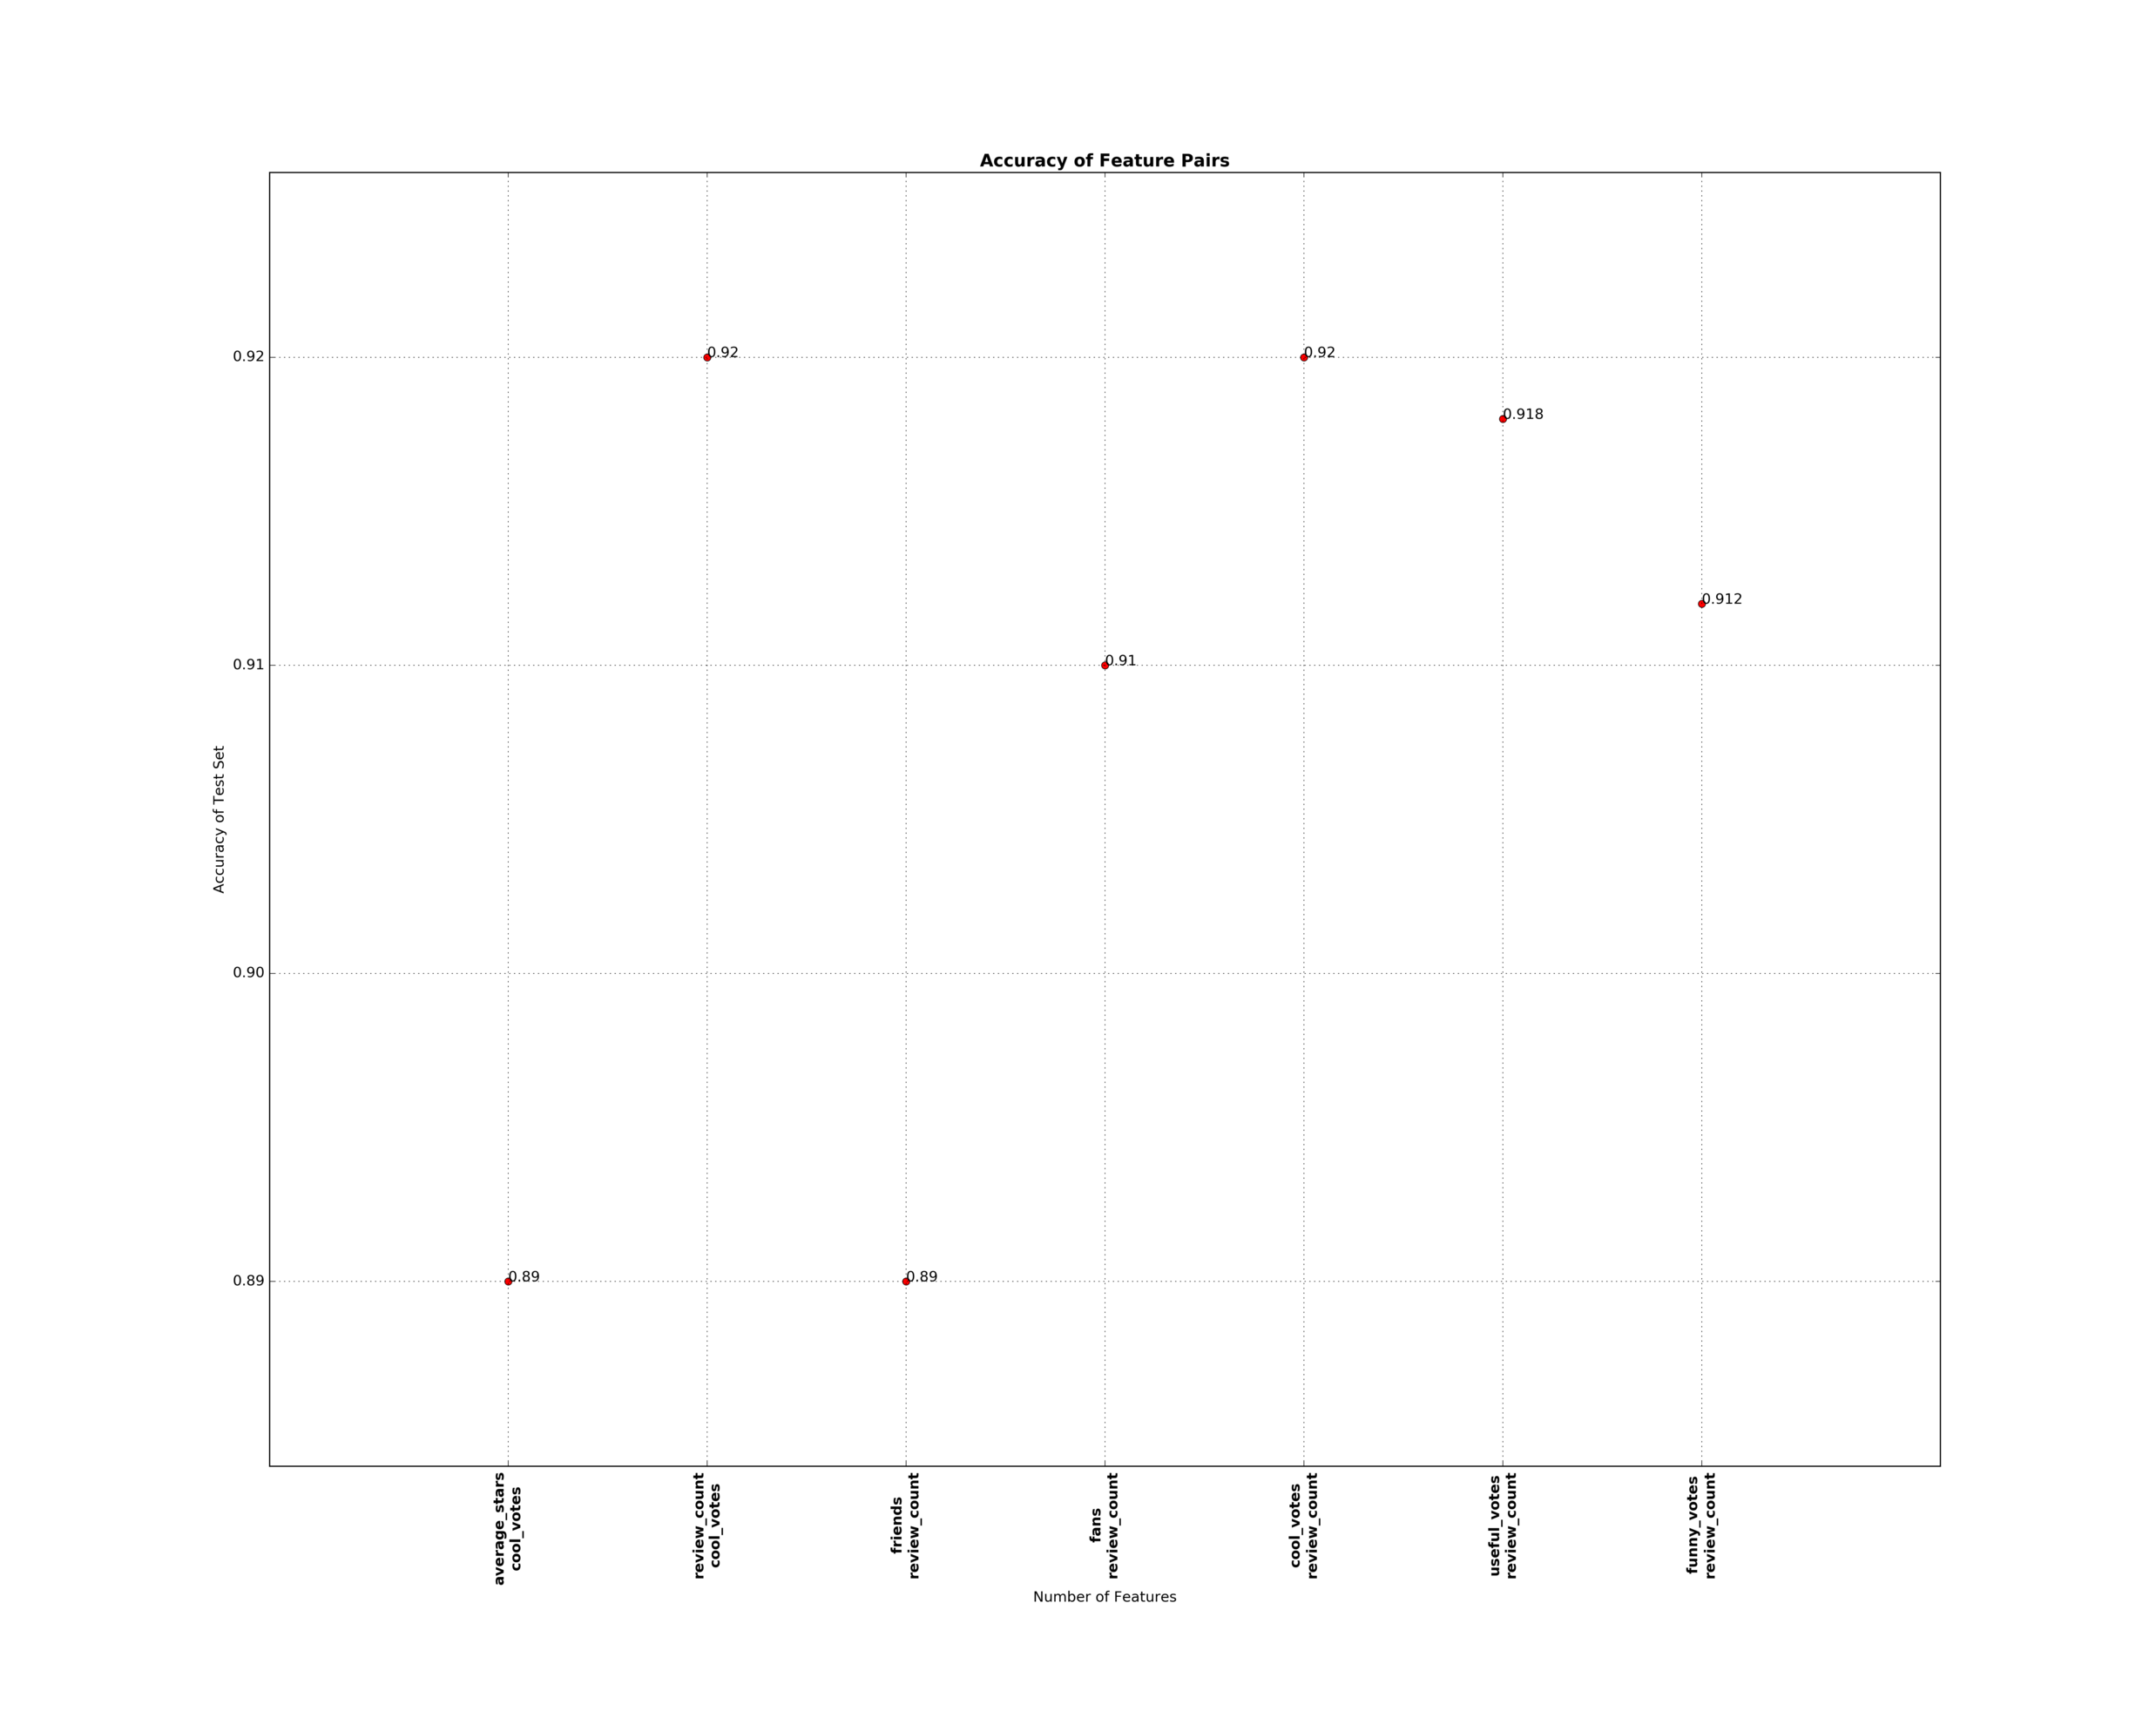 Accuracy of Feature Pairs
Accuracy of Test Set
0.92
0.91
0.90
0.89
0.89
0.92
0.89
0.91
0.92
0.918
0.912
average_stars
cool_votes
review_count
cool_votes
friends
review_count
fans
review_count
cool_votes
review_count
useful_votes
review_count
funny_votes
review_count
Number of Features